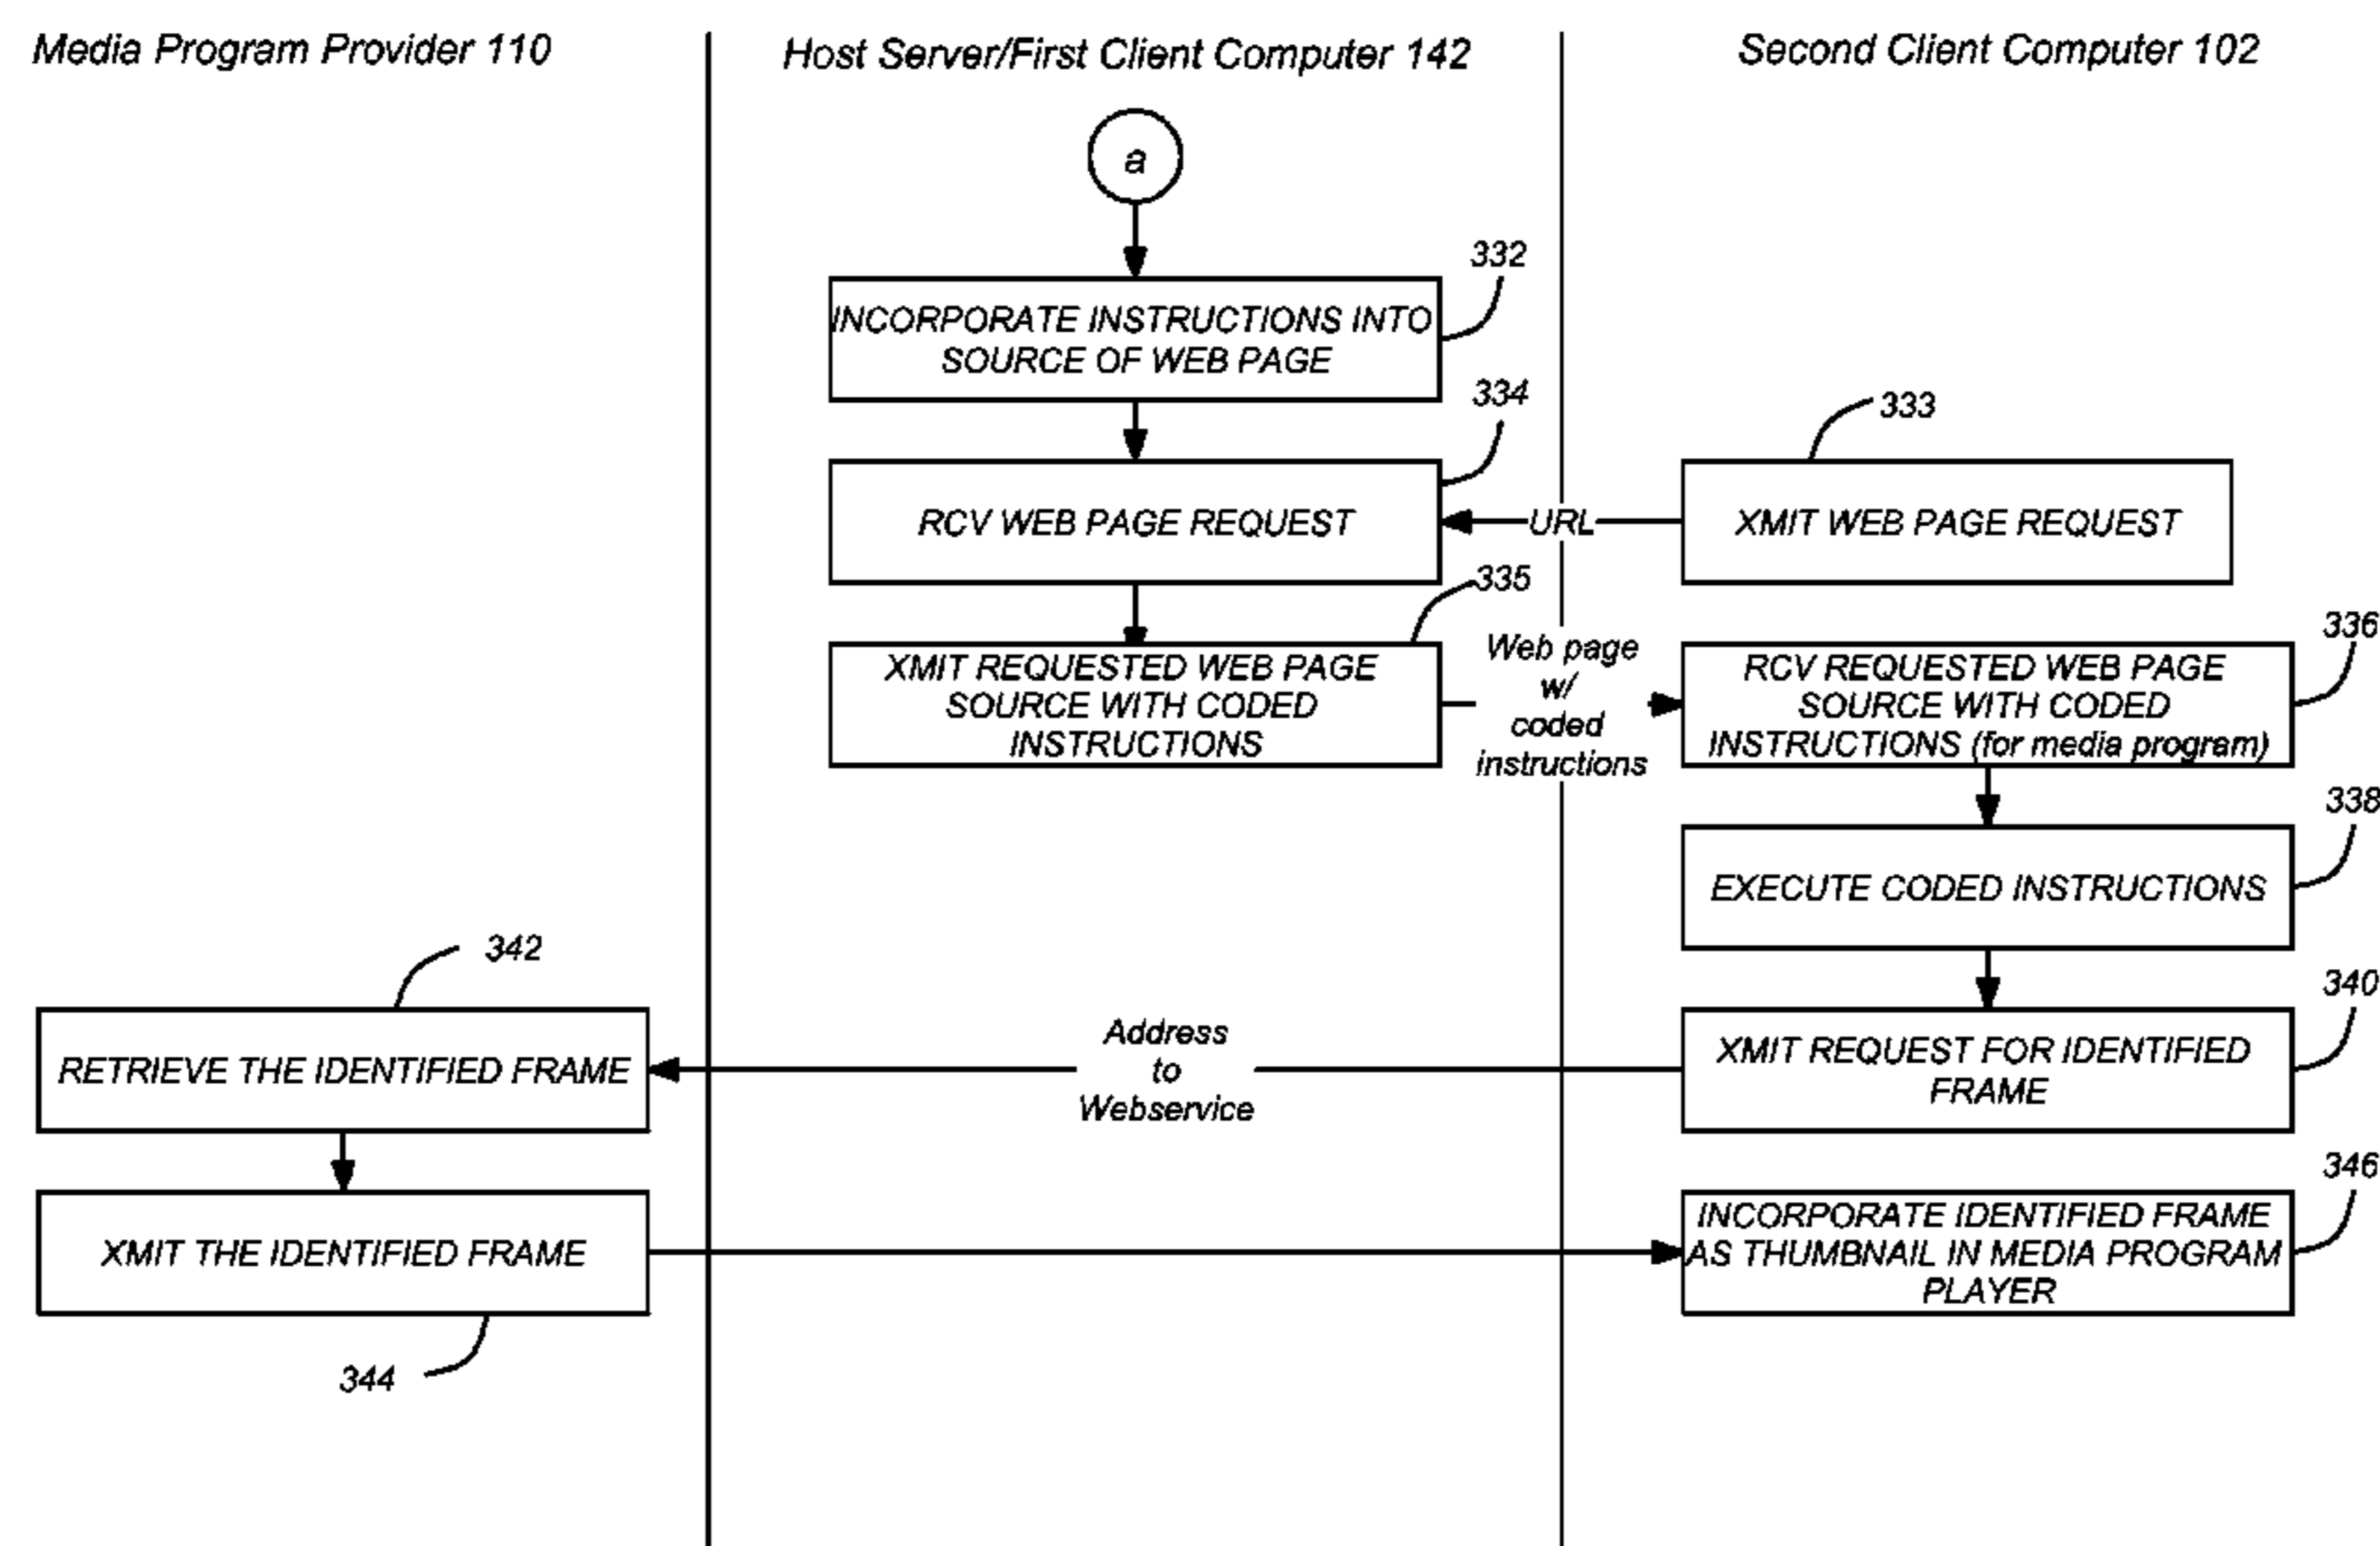 Media Program Provider 110
Host Server/First Client Computer 142
Second Client Computer 102
a
332
INCORPORATE INSTRUCTIONS INTO
SOURCE OF WEB PAGE
334
333
RCV WEB PAGE REQUEST
URL
XMIT WEB PAGE REQUEST
335
XMIT REQUESTED WEB PAGE
SOURCE WITH CODED
INSTRUCTIONS
Web page
w/
coded
instructions
336
RCV REQUESTED WEB PAGE
SOURCE WITH CODED
INSTRUCTIONS (for media program)
338
EXECUTE CODED INSTRUCTIONS
342
340
RETRIEVE THE IDENTIFIED FRAME
Address
to
Webservice
XMIT REQUEST FOR IDENTIFIED
FRAME
346
XMIT THE IDENTIFIED FRAME
INCORPORATE IDENTIFIED FRAME
AS THUMBNAIL IN MEDIA PROGRAM
PLAYER
344